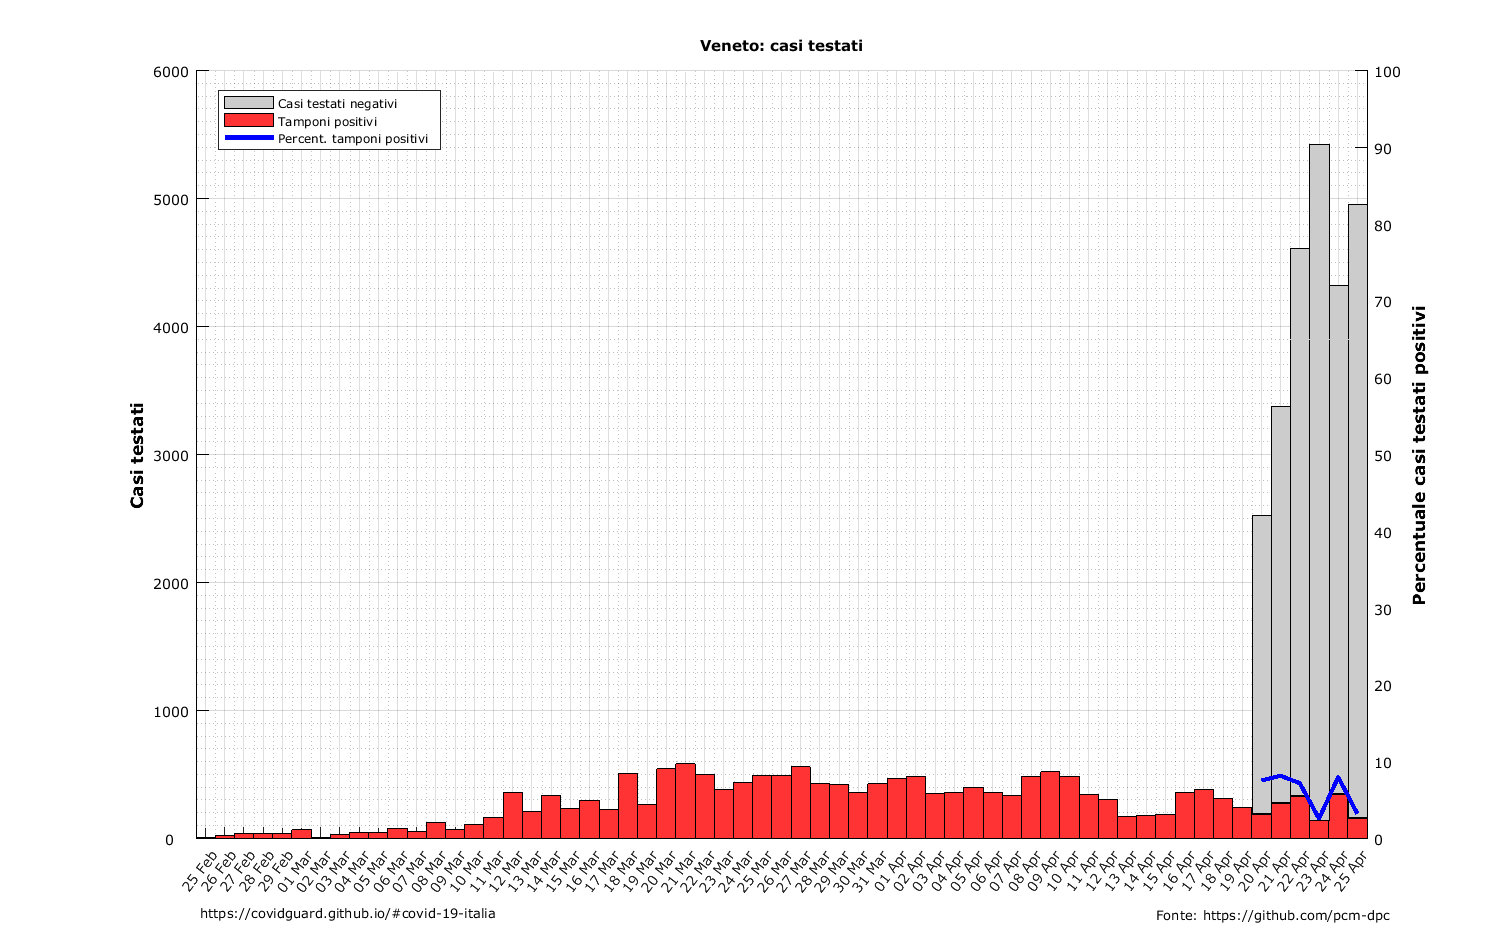 Veneto: casi testati
6000
5000
4000
3000
2000
1000
0
Casi testati
Casi testati negativi
Tamponi positivi
Percent. tamponi positivi
100
90
80
70
60
50
40
30
20
10
0
Percentuale casi testati positivi
25 Feb
26 Feb
27 Feb
28 Feb
29 Feb
01 Mar
02 Mar
03 Mar
04 Mar
05 Mar
06 Mar
07 Mar
08 Mar
09 Mar
10 Mar
11 Mar
12 Mar
13 Mar
14 Mar
15 Mar
16 Mar
17 Mar
18 Mar
19 Mar
20 Mar
21 Mar
22 Mar
23 Mar
24 Mar
25 Mar
26 Mar
27 Mar
28 Mar
29 Mar
30 Mar
31 Mar
01 Apr
02 Apr
03 Apr
04 Apr
05 Apr
06 Apr
07 Apr
08 Apr
09 Apr
10 Apr
11 Apr
12 Apr
13 Apr
14 Apr
15 Apr
16 Apr
17 Apr
18 Apr
19 Apr
20 Apr
21 Apr
22 Apr
23 Apr
24 Apr
25 Apr
https://covidguard.github.io/#covid-19-italia
Fonte: https://github.com/pcm-dpc